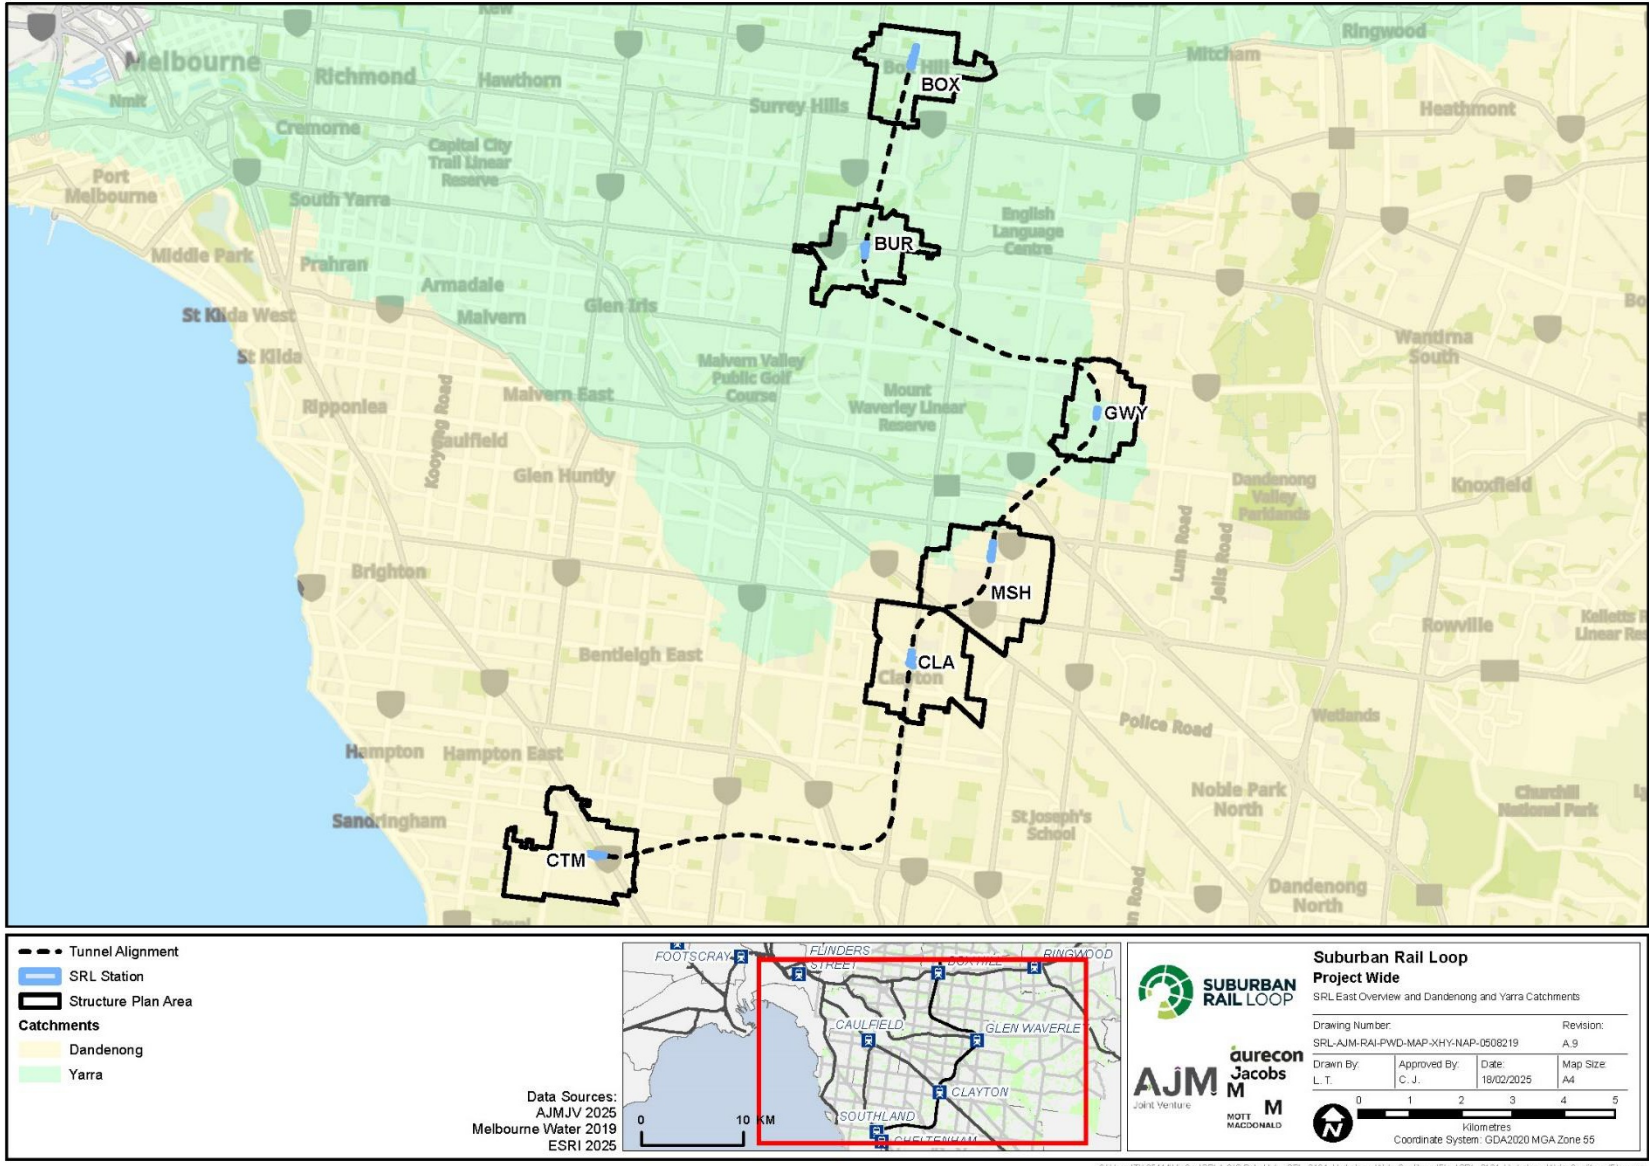 Kew
Ringwood
Melbourne
Mitcham
Richmond
Hawthorn
Box Hill
BOX
Nmit
Surrey Hills
Heathmont
Cremorne
Capital City
Trail Linear
Reserve
Port
Melbourne
South Yarra
English
Language
Centre
BUR
Middle Park
Prahran
Armadale
Glen Iris
St Kilda West
Malvern
Wantirna
South
St Kilda
Malvern Valley
Public Golf
Course
Malvern East
Mount
Waverley Linear
Reserve
Ripponlea
GWY
Kooyong Road
Caulfield
Glen Huntly
Dandenong
Valley
Parklands
Knoxfield
Lum Road
Jells Road
Brighton
MSH
Kelletts R
Linear Res
Rowville
Bentleigh East
CLA
Clayton
Police Road
Wetlands
Hampton
Hampton East
Noble Park
North
Churchill
National Park
Sandringham
St Joseph's
School
CTM
Dandenong
North
Tunnel Alignment
SRL Station
Structure Plan Area
Catchments
Dandenong
Yarra
Data Sources:
AJMJV 2025
Melbourne Water 2019
ESRI 2025
FOOTSCRAY
FLINDERS
STREET
BOX HILL
RINGWOOD
CAULFIELD
GLEN WAVERLEY
CLAYTON
SOUTHLAND
CHELTENHAM
0 10 KM
SUBURBAN
RAIL LOOP
AJM
Joint Venture
aurecon
Jacobs
M
M
MOTT
MACDONALD
Suburban Rail Loop
Project Wide
SRL East Overview and Dandenong and Yarra Catchments
Drawing Number: Revision:
SRL-AJM-RAI-PWD-MAP-XHY-NAP-0508219 A.9
Drawn By: Approved By: Date: Map Size:
L. T. C. J. 18/02/2025 A4
N
0 1 2 3 4 5
Kilometres
Coordinate System: GDA2020 MGA Zone 55